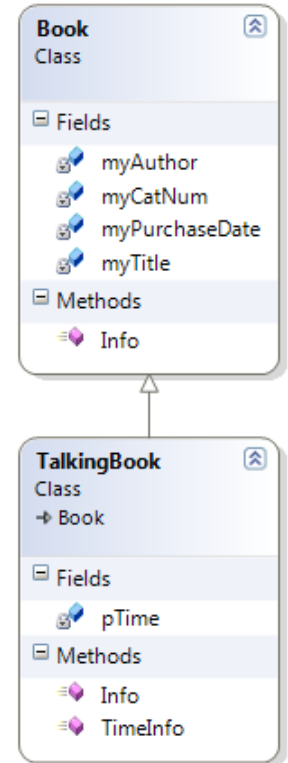 Book
Class
Fields
myAuthor
myCatNum
myPurchaseDate
myTitle
Methods
Info
TalkingBook
Class
Book
Fields
pTime
Methods
Info
TimeInfo